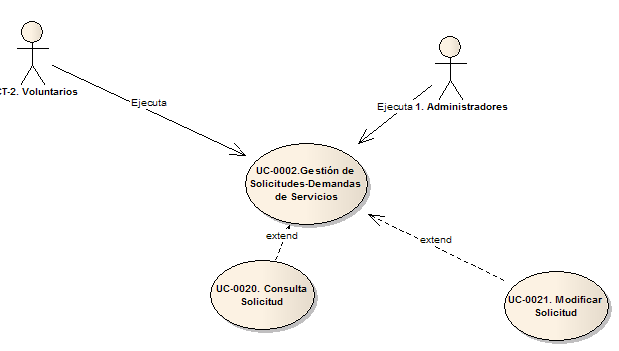 CT-2. Voluntarios
Ejecuta
Ejecuta 1. Administradores
UC-0002.Gestión de
Solicitudes-Demandas
de Servicios
extend
extend
UC-0020. Consulta
Solicitud
UC-0021. Modificar
Solicitud